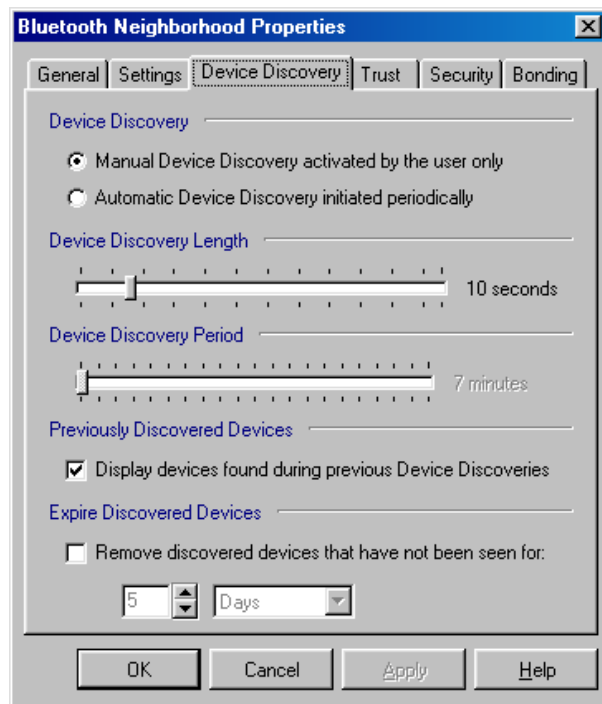 Bluetooth Neighborhood Properties
General Settings Device Discovery Trust Security Bonding
Device Discovery
Manual Device Discovery activated by the user only
Automatic Device Discovery initiated periodically
Device Discovery Length
10 seconds
Device Discovery Period
7 minutes
Previously Discovered Devices
Display devices found during previous Device Discoveries
Expire Discovered Devices
Remove discovered devices that have not been seen for:
5 Days
OK Cancel Apply Help